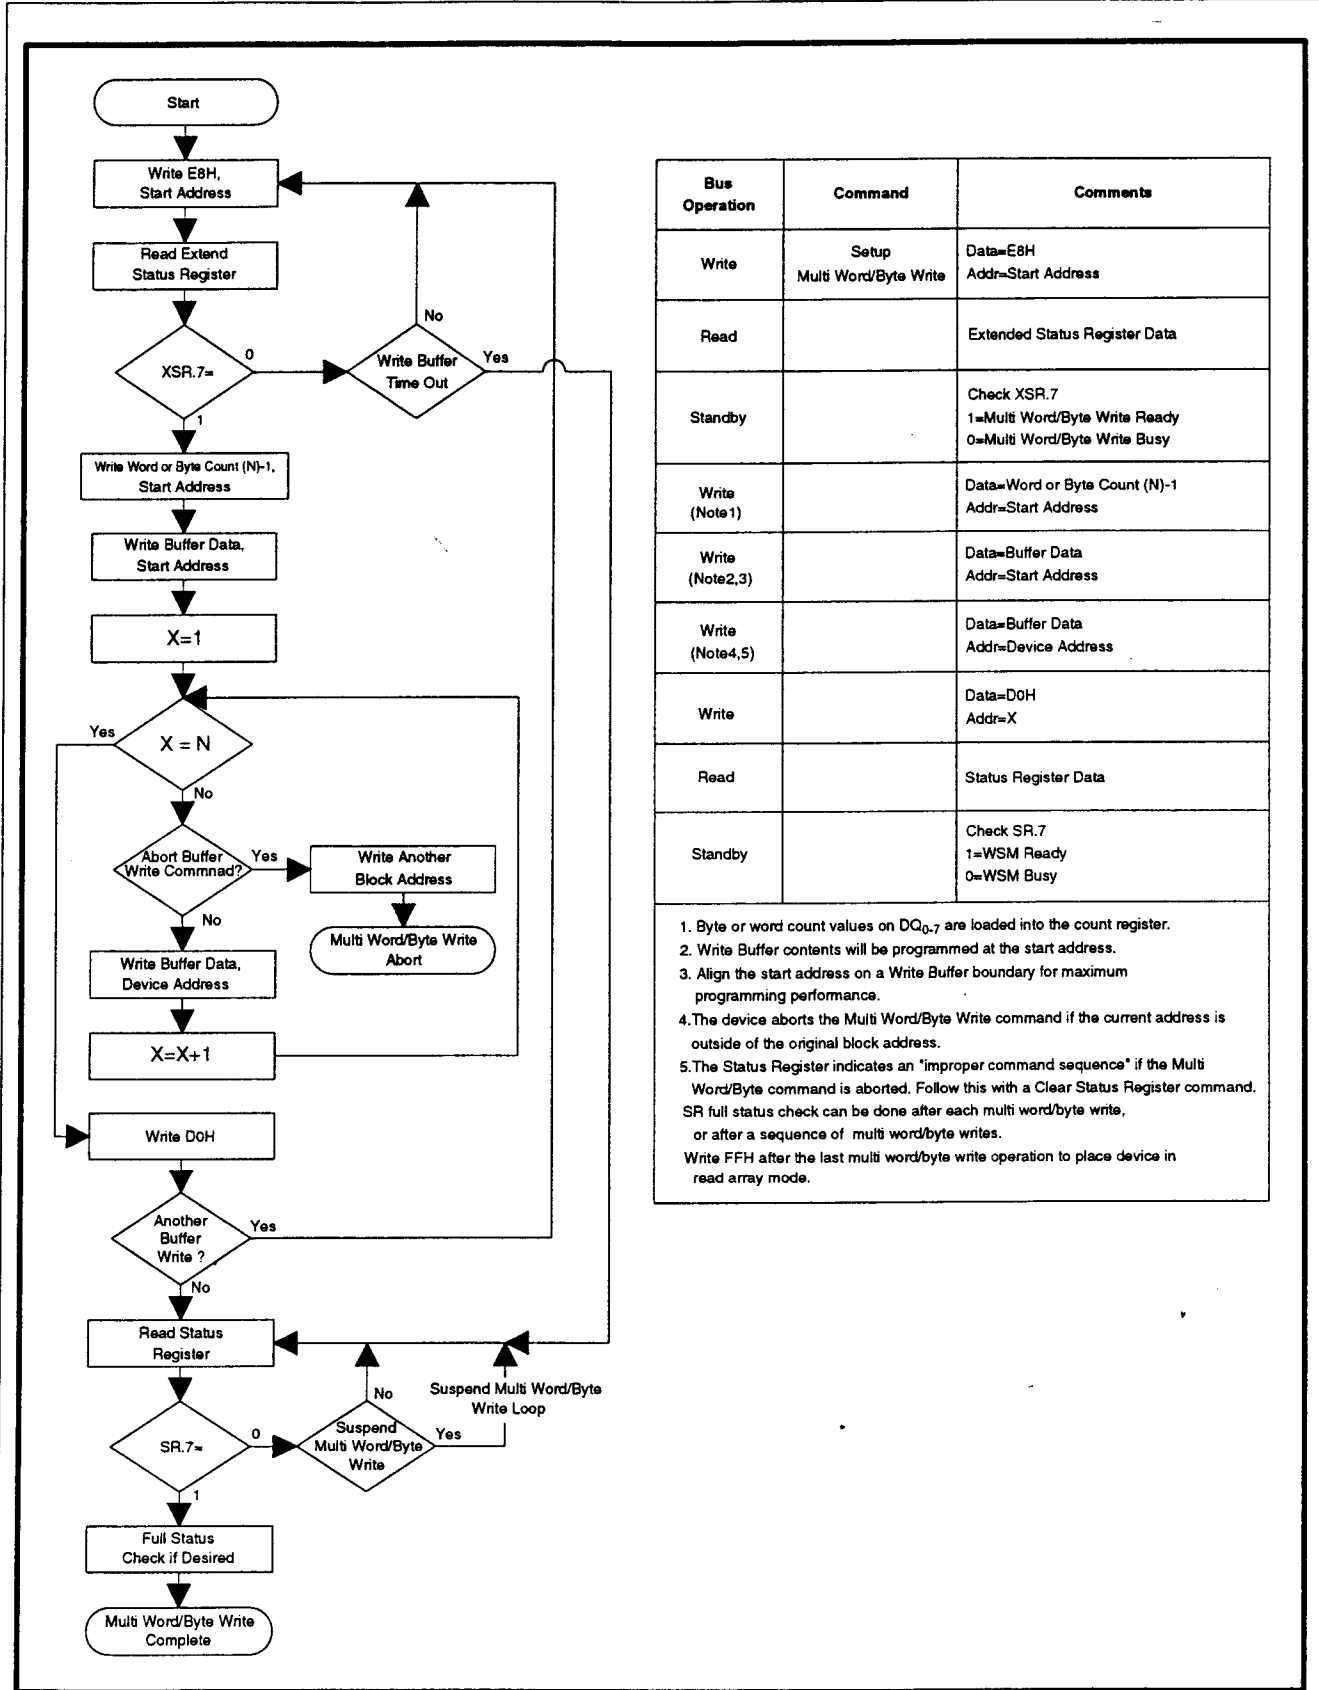 Start
Write E8H,
Start Address
Read Extend
Status Register
No
XSR.7=
0
Write Buffer
Time Out
Yes
1
Write Word or Byte Count (N)-1,
Start Address
Write Buffer Data,
Start Address
X=1
Yes
X = N
No
Abort Buffer
Write Commnad?
Yes
Write Another
Block Address
No
Multi Word/Byte Write
Abort
Write Buffer Data,
Device Address
X=X+1
Write D0H
Another
Buffer
Write ?
Yes
No
Read Status
Register
No
Suspend Multi Word/Byte
Write Loop
SR.7=
0
Suspend
Multi Word/Byte
Write
Yes
1
Full Status
Check if Desired
Multi Word/Byte Write
Complete
Bus
Operation
Command
Comments
Write
Setup
Multi Word/Byte Write
Data=E8H
Addr=Start Address
Read
Extended Status Register Data
Standby
Check XSR.7
1=Multi Word/Byte Write Ready
0=Multi Word/Byte Write Busy
Write
(Note1)
Data=Word or Byte Count (N)-1
Addr=Start Address
Write
(Note2,3)
Data=Buffer Data
Addr=Start Address
Write
(Note4,5)
Data=Buffer Data
Addr=Device Address
Write
Data=D0H
Addr=X
Read
Status Register Data
Standby
Check SR.7
1=WSM Ready
0=WSM Busy
1. Byte or word count values on DQ0-7 are loaded into the count register.
2. Write Buffer contents will be programmed at the start address.
3. Align the start address on a Write Buffer boundary for maximum
programming performance.
4.The device aborts the Multi Word/Byte Write command if the current address is
outside of the original block address.
5.The Status Register indicates an "improper command sequence" if the Multi
Word/Byte command is aborted. Follow this with a Clear Status Register command.
SR full status check can be done after each multi word/byte write,
or after a sequence of multi word/byte writes.
Write FFH after the last multi word/byte write operation to place device in
read array mode.